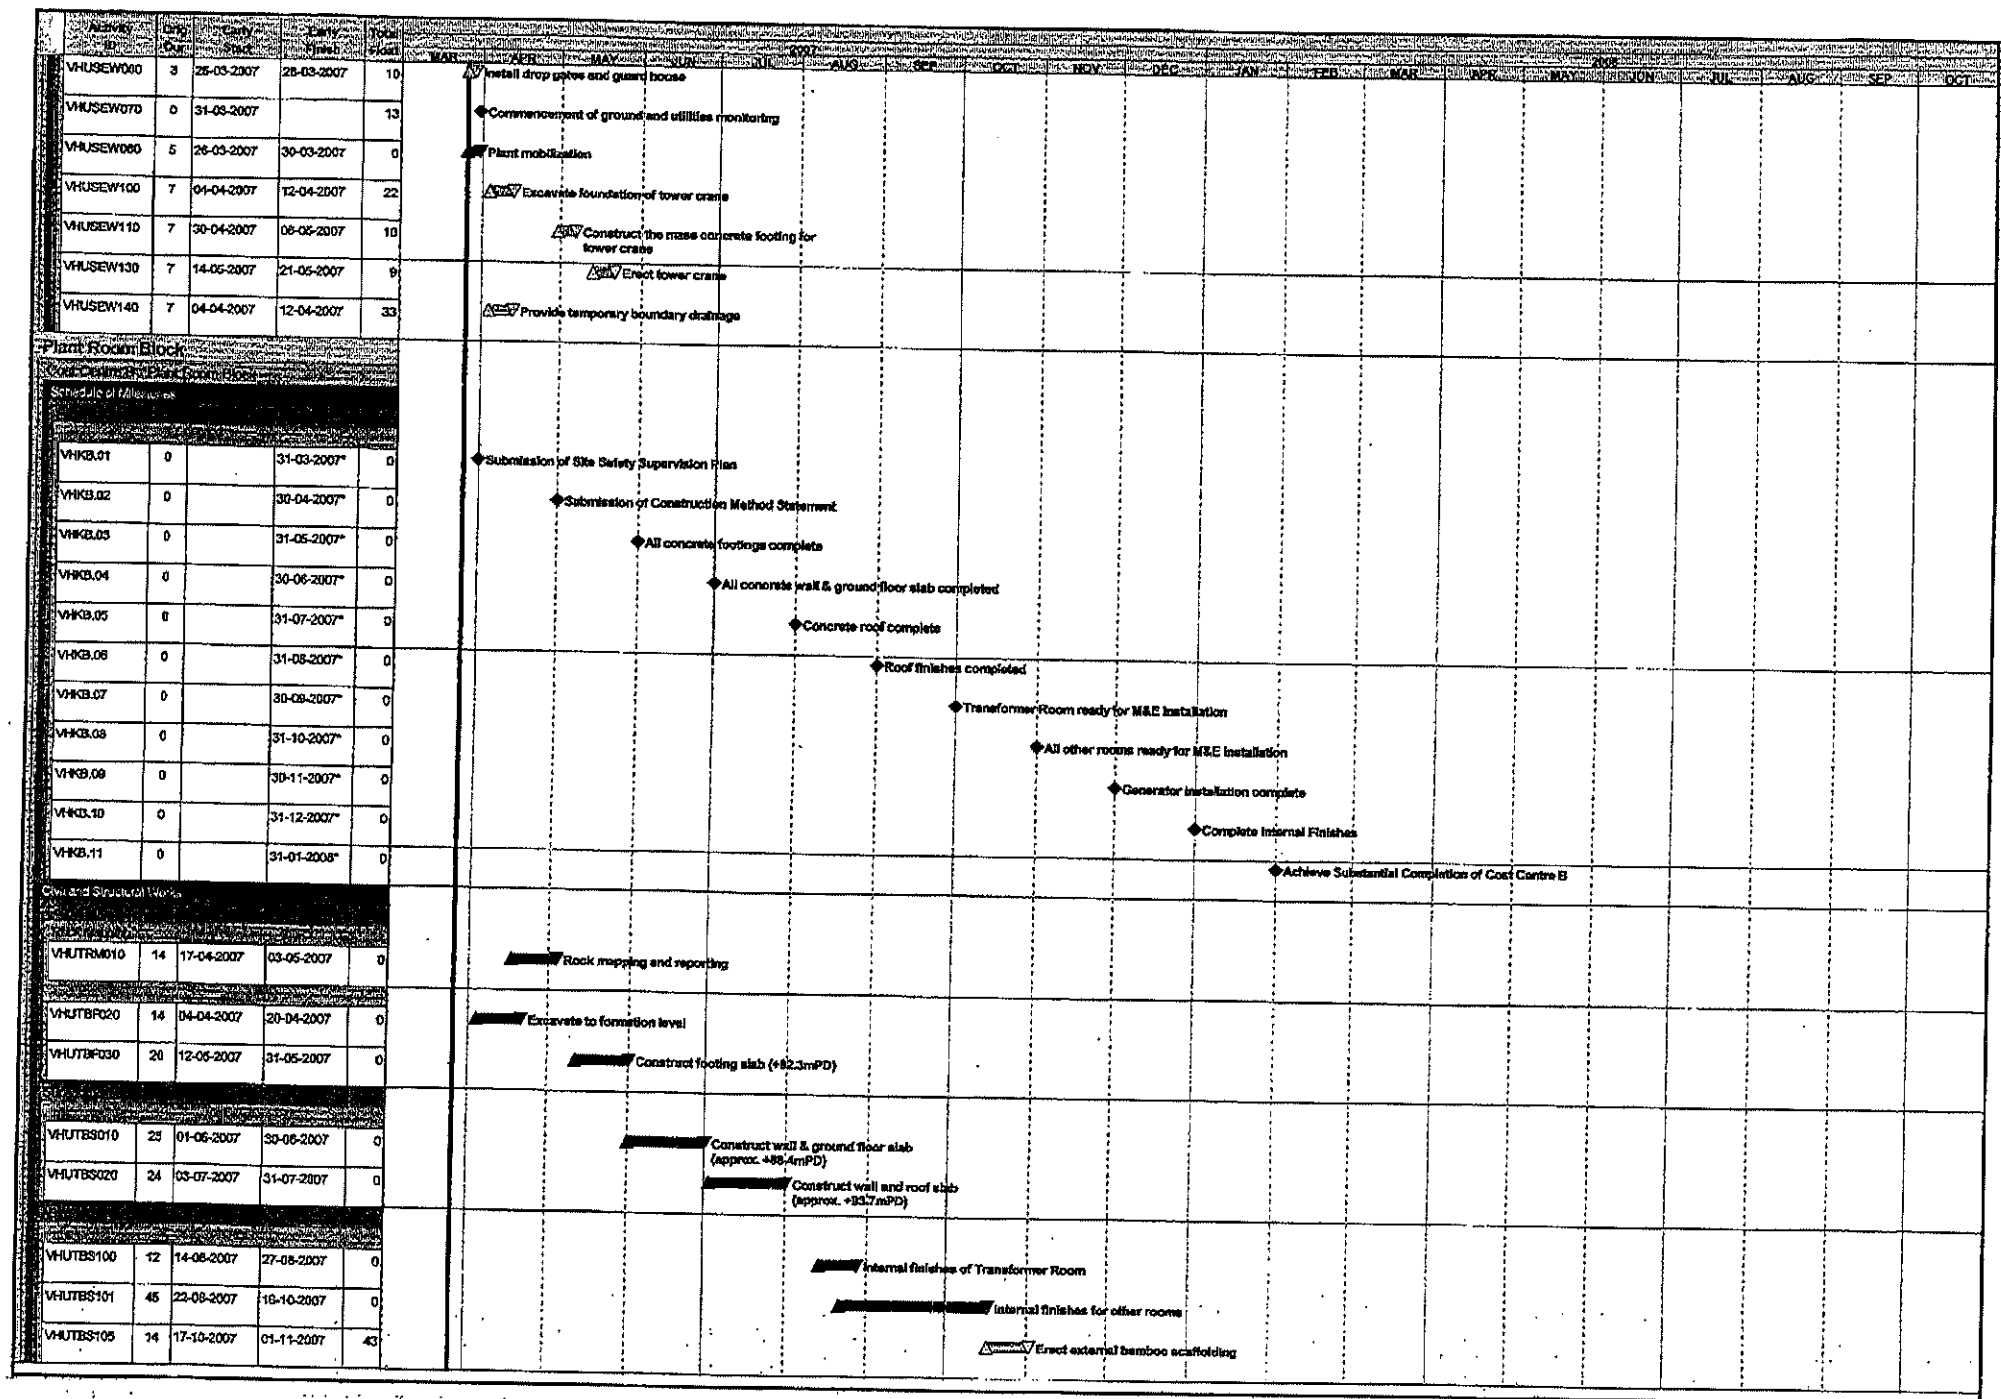 Activity ID Orig Dur Early Start Early Finish Total Float
2007 2008
MAR APR MAY JUN JUL AUG SEP OCT NOV DEC JAN FEB MAR APR MAY JUN JUL AUG SEP OCT
VHUSEW060 3 26-03-2007 28-03-2007 10 Install drop gates and guard house
VHUSEW070 0 31-03-2007 13 Commencement of ground and utilities monitoring
5 26-03-2007 30-03-2007 0 Plant mobilization
VHUSEW100 7 04-04-2007 12-04-2007 22 Excavate foundation of tower crane
VHUSEW110 7 30-04-2007 08-05-2007 10 Construct the mass concrete footing for
tower crane
VHUSEW130 7 14-05-2007 21-05-2007 9 Erect tower crane
VHUSEW140 7 04-04-2007 12-04-2007 33 Provide temporary boundary drainage
Plant Room Block
Cost Centre B: Plant Room Block
Schedule of Milestones
VHKB.01 0 31-03-2007* 0 Submission of Site Safety Supervision Plan
VHKB.02 0 30-04-2007* 0 Submission of Construction Method Statement
VHKB.03 0 31-05-2007* 0 All concrete footings complete
VHKB.04 0 30-06-2007* 0 All concrete wall & ground floor slab completed
VHKB.05 0 31-07-2007* 0 Concrete roof complete
VHKB.06 0 31-08-2007* 0 Roof finishes completed
VHKB.07 0 30-09-2007* 0 Transformer Room ready for M&E Installation
VHKB.08 0 31-10-2007* 0 All other rooms ready for M&E Installation
VHKB.09 0 30-11-2007* 0 Generator installation complete
VHKB.10 0 31-12-2007* 0 Complete Internal Finishes
VHKB.11 0 31-01-2008* 0 Achieve Substantial Completion of Cost Centre B
Civil and Structural Works
VHUTRM010 14 17-04-2007 03-05-2007 0 Rock mapping and reporting
VHUTBF020 14 04-04-2007 20-04-2007 0 Excavate to formation level
VHUTBF030 20 12-05-2007 31-05-2007 0 Construct footing slab (+82.3mPD)
VHUTBS010 25 01-06-2007 30-06-2007 0 Construct wall & ground floor slab
(approx. +88.4mPD)
VHUTBS020 24 03-07-2007 31-07-2007 0 Construct wall and roof slab
(approx. +93.7mPD)
VHUTBS100 12 14-08-2007 27-08-2007 0 Internal finishes of Transformer Room
VHUTBS101 45 22-08-2007 16-10-2007 0 Internal finishes for other rooms
VHUTBS105 14 17-10-2007 01-11-2007 43 Erect external bamboo scaffolding